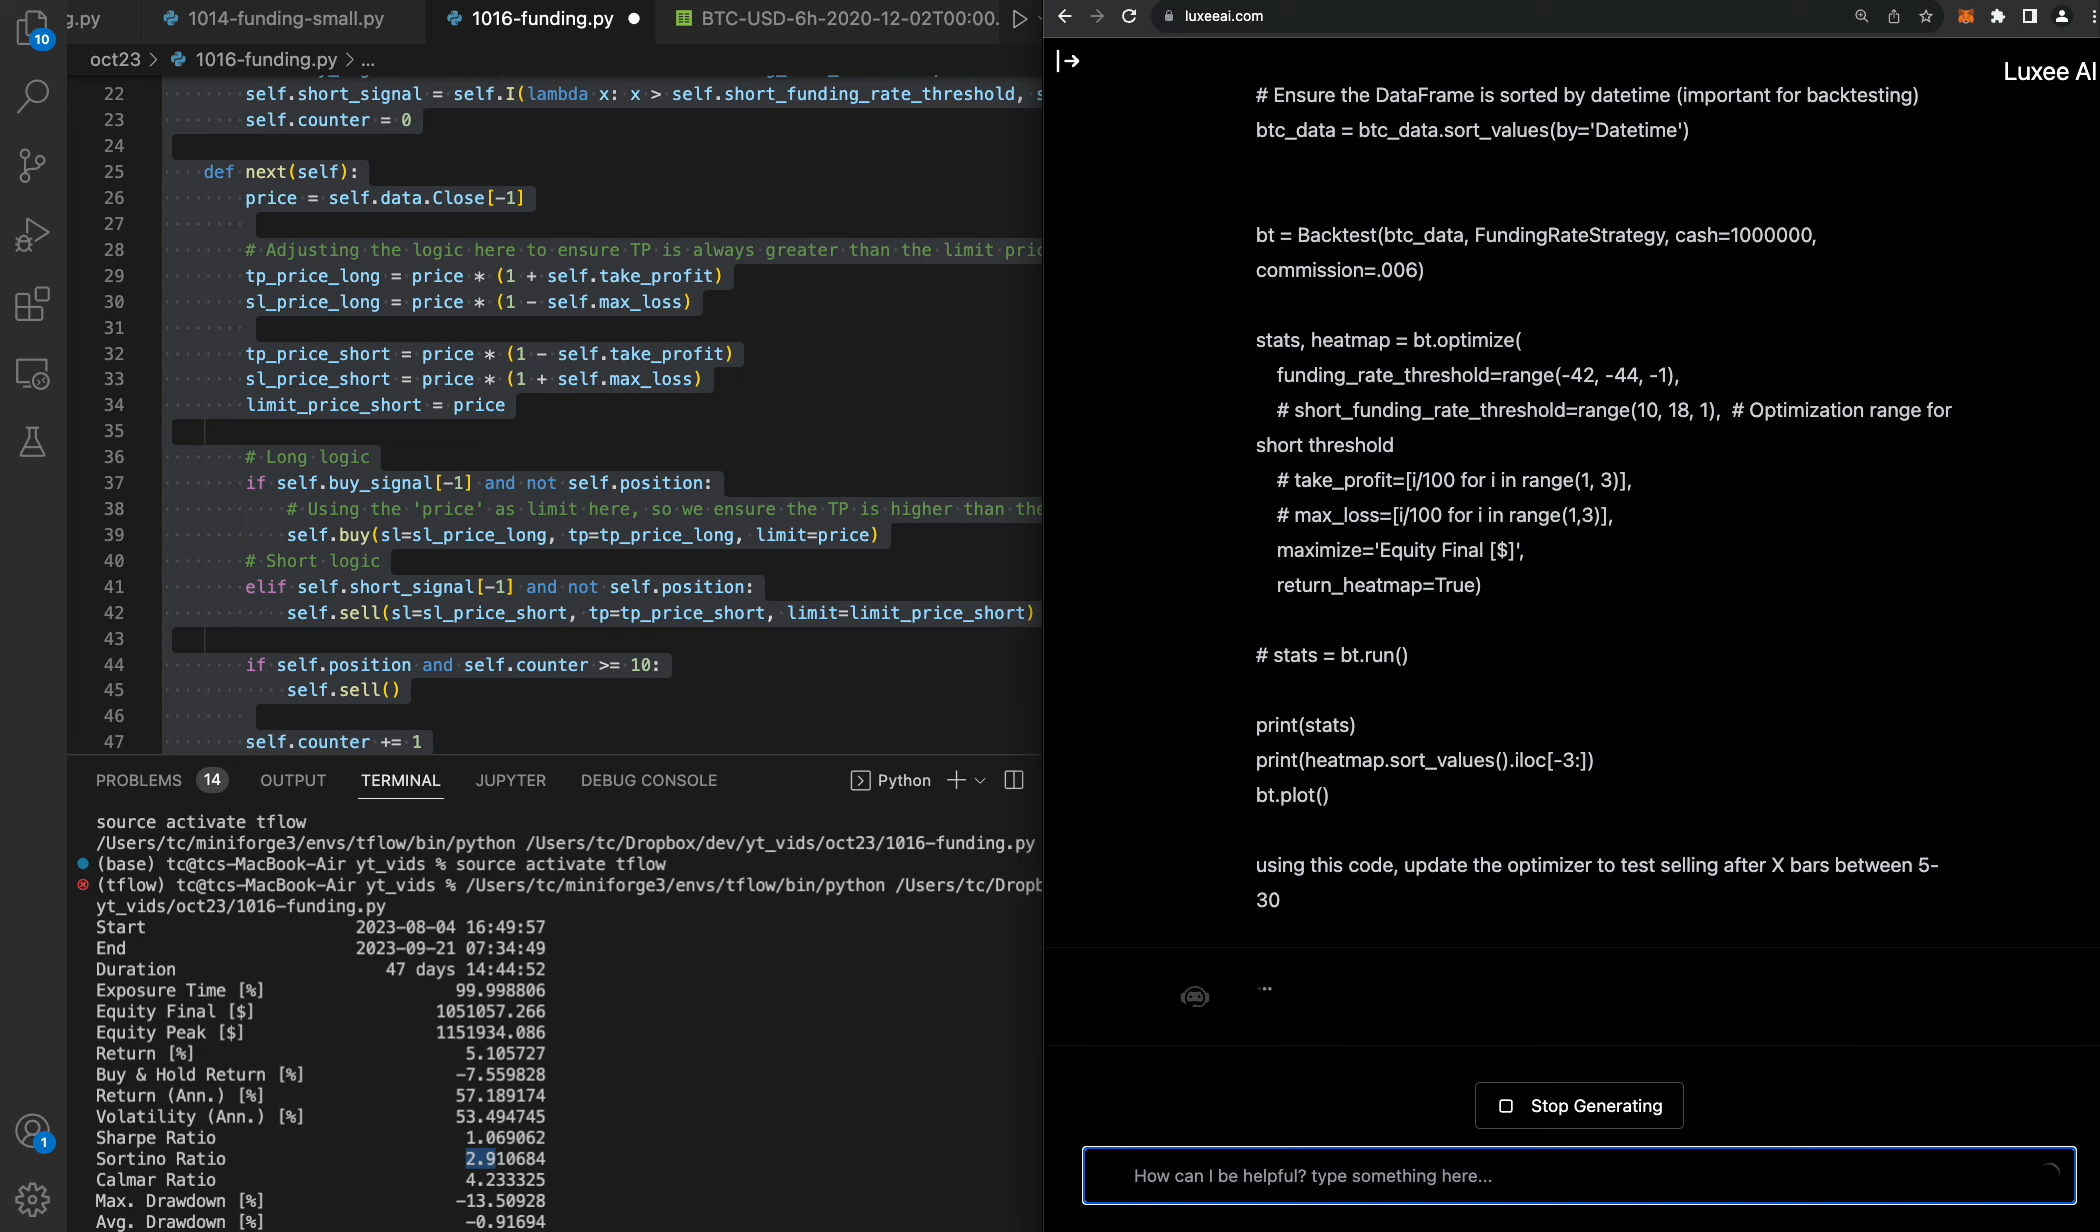 10
g.py
1014-funding-small.py
1016-funding.py
BTC-USD-6h-2020-12-02T00:00.
oct23 > 1016-funding.py > ...
22 self.short_signal = self.I(lambda x: x > self.short_funding_rate_threshold, s
23 self.counter = 0
24
25 def next(self):
26 price = self.data.Close[-1]
27
28 # Adjusting the logic here to ensure TP is always greater than the limit pric
29 tp_price_long = price * (1 + self.take_profit)
30 sl_price_long = price * (1 - self.max_loss)
31
32 tp_price_short = price * (1 - self.take_profit)
33 sl_price_short = price * (1 + self.max_loss)
34 limit_price_short = price
35
36 # Long logic
37 if self.buy_signal[-1] and not self.position:
38 # Using the 'price' as limit here, so we ensure the TP is higher than the
39 self.buy(sl=sl_price_long, tp=tp_price_long, limit=price)
40 # Short logic
41 elif self.short_signal[-1] and not self.position:
42 self.sell(sl=sl_price_short, tp=tp_price_short, limit=limit_price_short)
43
44 if self.position and self.counter >= 10:
45 self.sell()
46
47 self.counter += 1
PROBLEMS 14 OUTPUT TERMINAL JUPYTER DEBUG CONSOLE Python
source activate tflow
/Users/tc/miniforge3/envs/tflow/bin/python /Users/tc/Dropbox/dev/yt_vids/oct23/1016-funding.py
(base) tc@tcs-MacBook-Air yt_vids % source activate tflow
(tflow) tc@tcs-MacBook-Air yt_vids % /Users/tc/miniforge3/envs/tflow/bin/python /Users/tc/Dropb
yt_vids/oct23/1016-funding.py
Start 2023-08-04 16:49:57
End 2023-09-21 07:34:49
Duration 47 days 14:44:52
Exposure Time [%] 99.998806
Equity Final [$] 1051057.266
Equity Peak [$] 1151934.086
Return [%] 5.105727
Buy & Hold Return [%] -7.559828
Return (Ann.) [%] 57.189174
Volatility (Ann.) [%] 53.494745
Sharpe Ratio 1.069062
Sortino Ratio 2.910684
Calmar Ratio 4.233325
Max. Drawdown [%] -13.50928
Avg. Drawdown [%] -0.91694
1
luxeeai.com
Luxee AI
# Ensure the DataFrame is sorted by datetime (important for backtesting)
btc_data = btc_data.sort_values(by='Datetime')
bt = Backtest(btc_data, FundingRateStrategy, cash=1000000,
commission=.006)
stats, heatmap = bt.optimize(
funding_rate_threshold=range(-42, -44, -1),
# short_funding_rate_threshold=range(10, 18, 1), # Optimization range for
short threshold
# take_profit=[i/100 for i in range(1, 3)],
# max_loss=[i/100 for i in range(1,3)],
maximize='Equity Final [$]',
return_heatmap=True)
# stats = bt.run()
print(stats)
print(heatmap.sort_values().iloc[-3:])
bt.plot()
using this code, update the optimizer to test selling after X bars between 5-
30
Stop Generating
How can I be helpful? type something here...